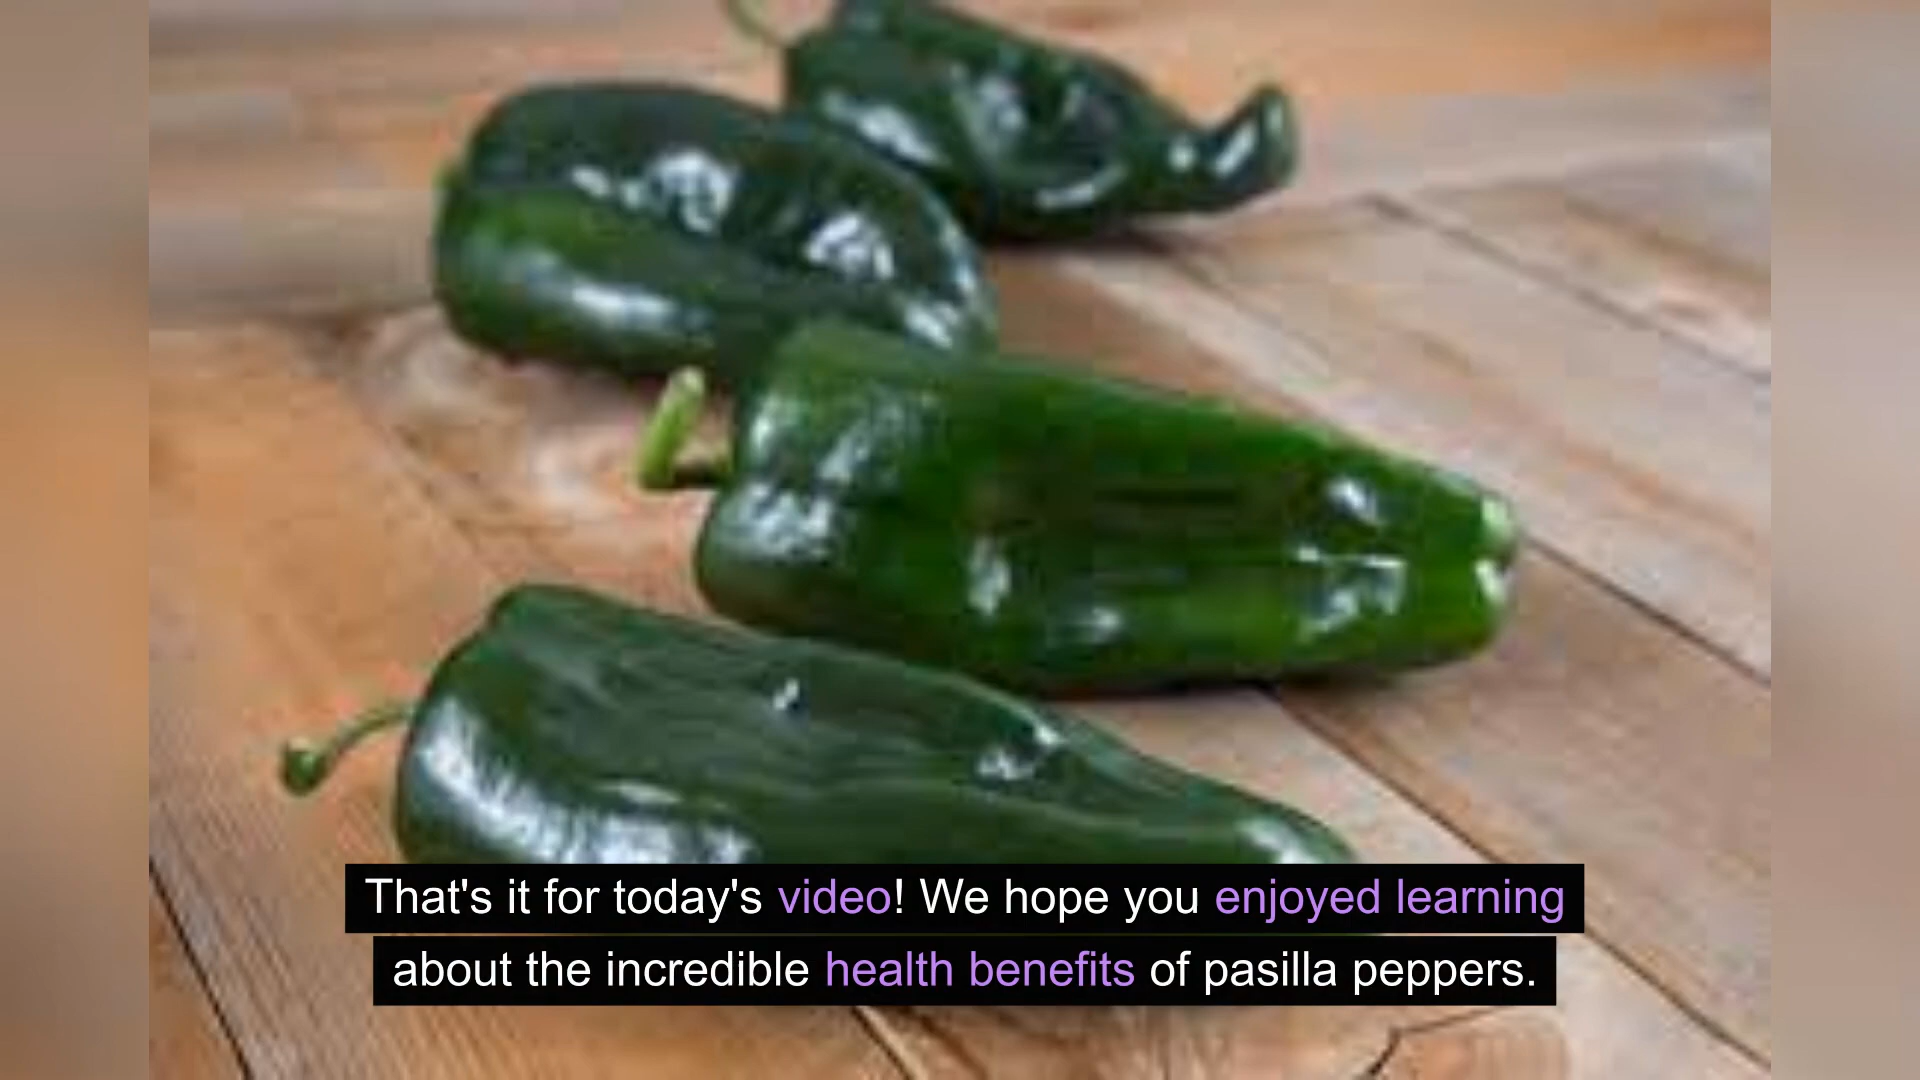 That's it for today's video! We hope you enjoyed learning
about the incredible health benefits of pasilla peppers.